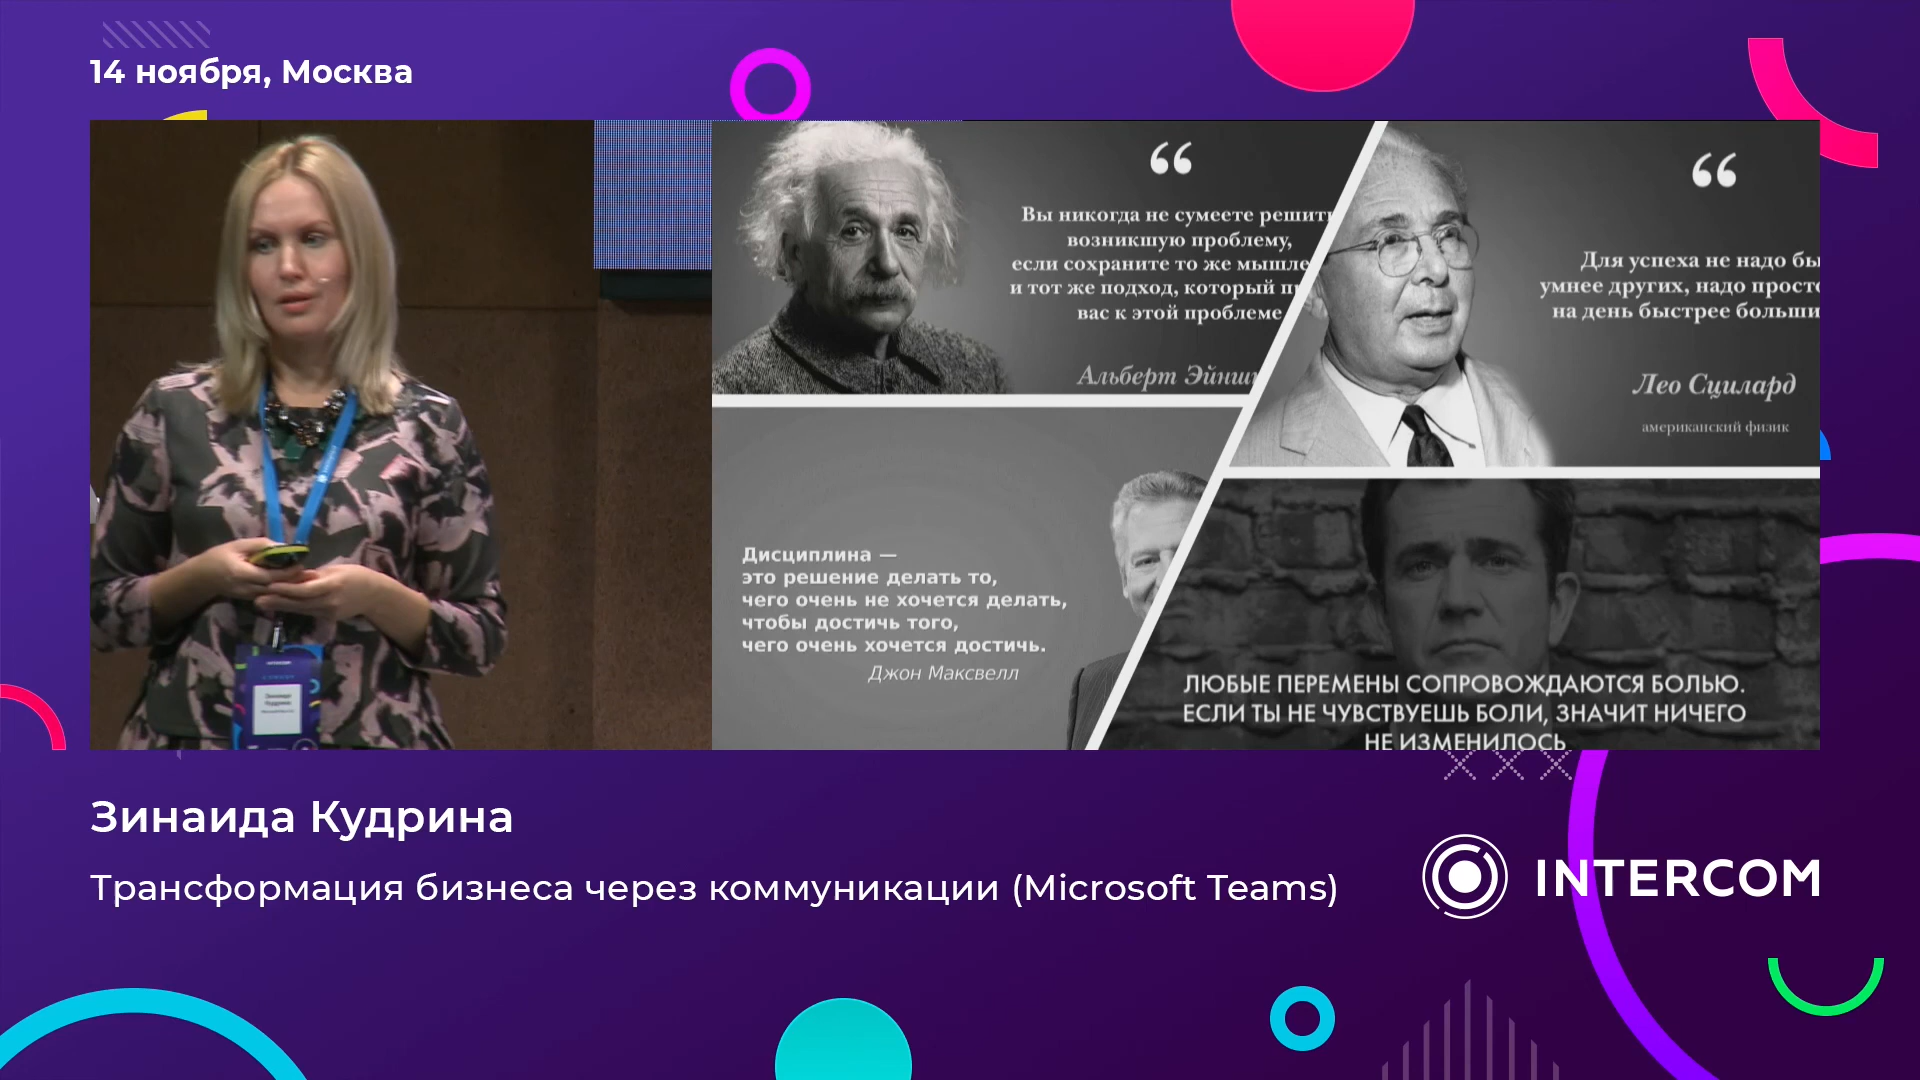 14 ноября, Москва
Вы никогда не сумеете решить
возникшую проблему,
если сохраните то же мышле
и тот же подход, который п
вас к этой проблеме
Альберт Эйнш
Для успеха не надо бы
умнее других, надо просто
на день быстрее больши
Лео Сцилард
американский физик
Дисциплина —
это решение делать то,
чего очень не хочется делать,
чтобы достичь того,
чего очень хочется достичь.
Джон Максвелл
ЛЮБЫЕ ПЕРЕМЕНЫ СОПРОВОЖДАЮТСЯ БОЛЬЮ.
ЕСЛИ ТЫ НЕ ЧУВСТВУЕШЬ БОЛИ, ЗНАЧИТ НИЧЕГО
НЕ ИЗМЕНИЛОСЬ
Зинаида
Кудрина
Зинаида Кудрина
Трансформация бизнеса через коммуникации (Microsoft Teams)
INTERCOM